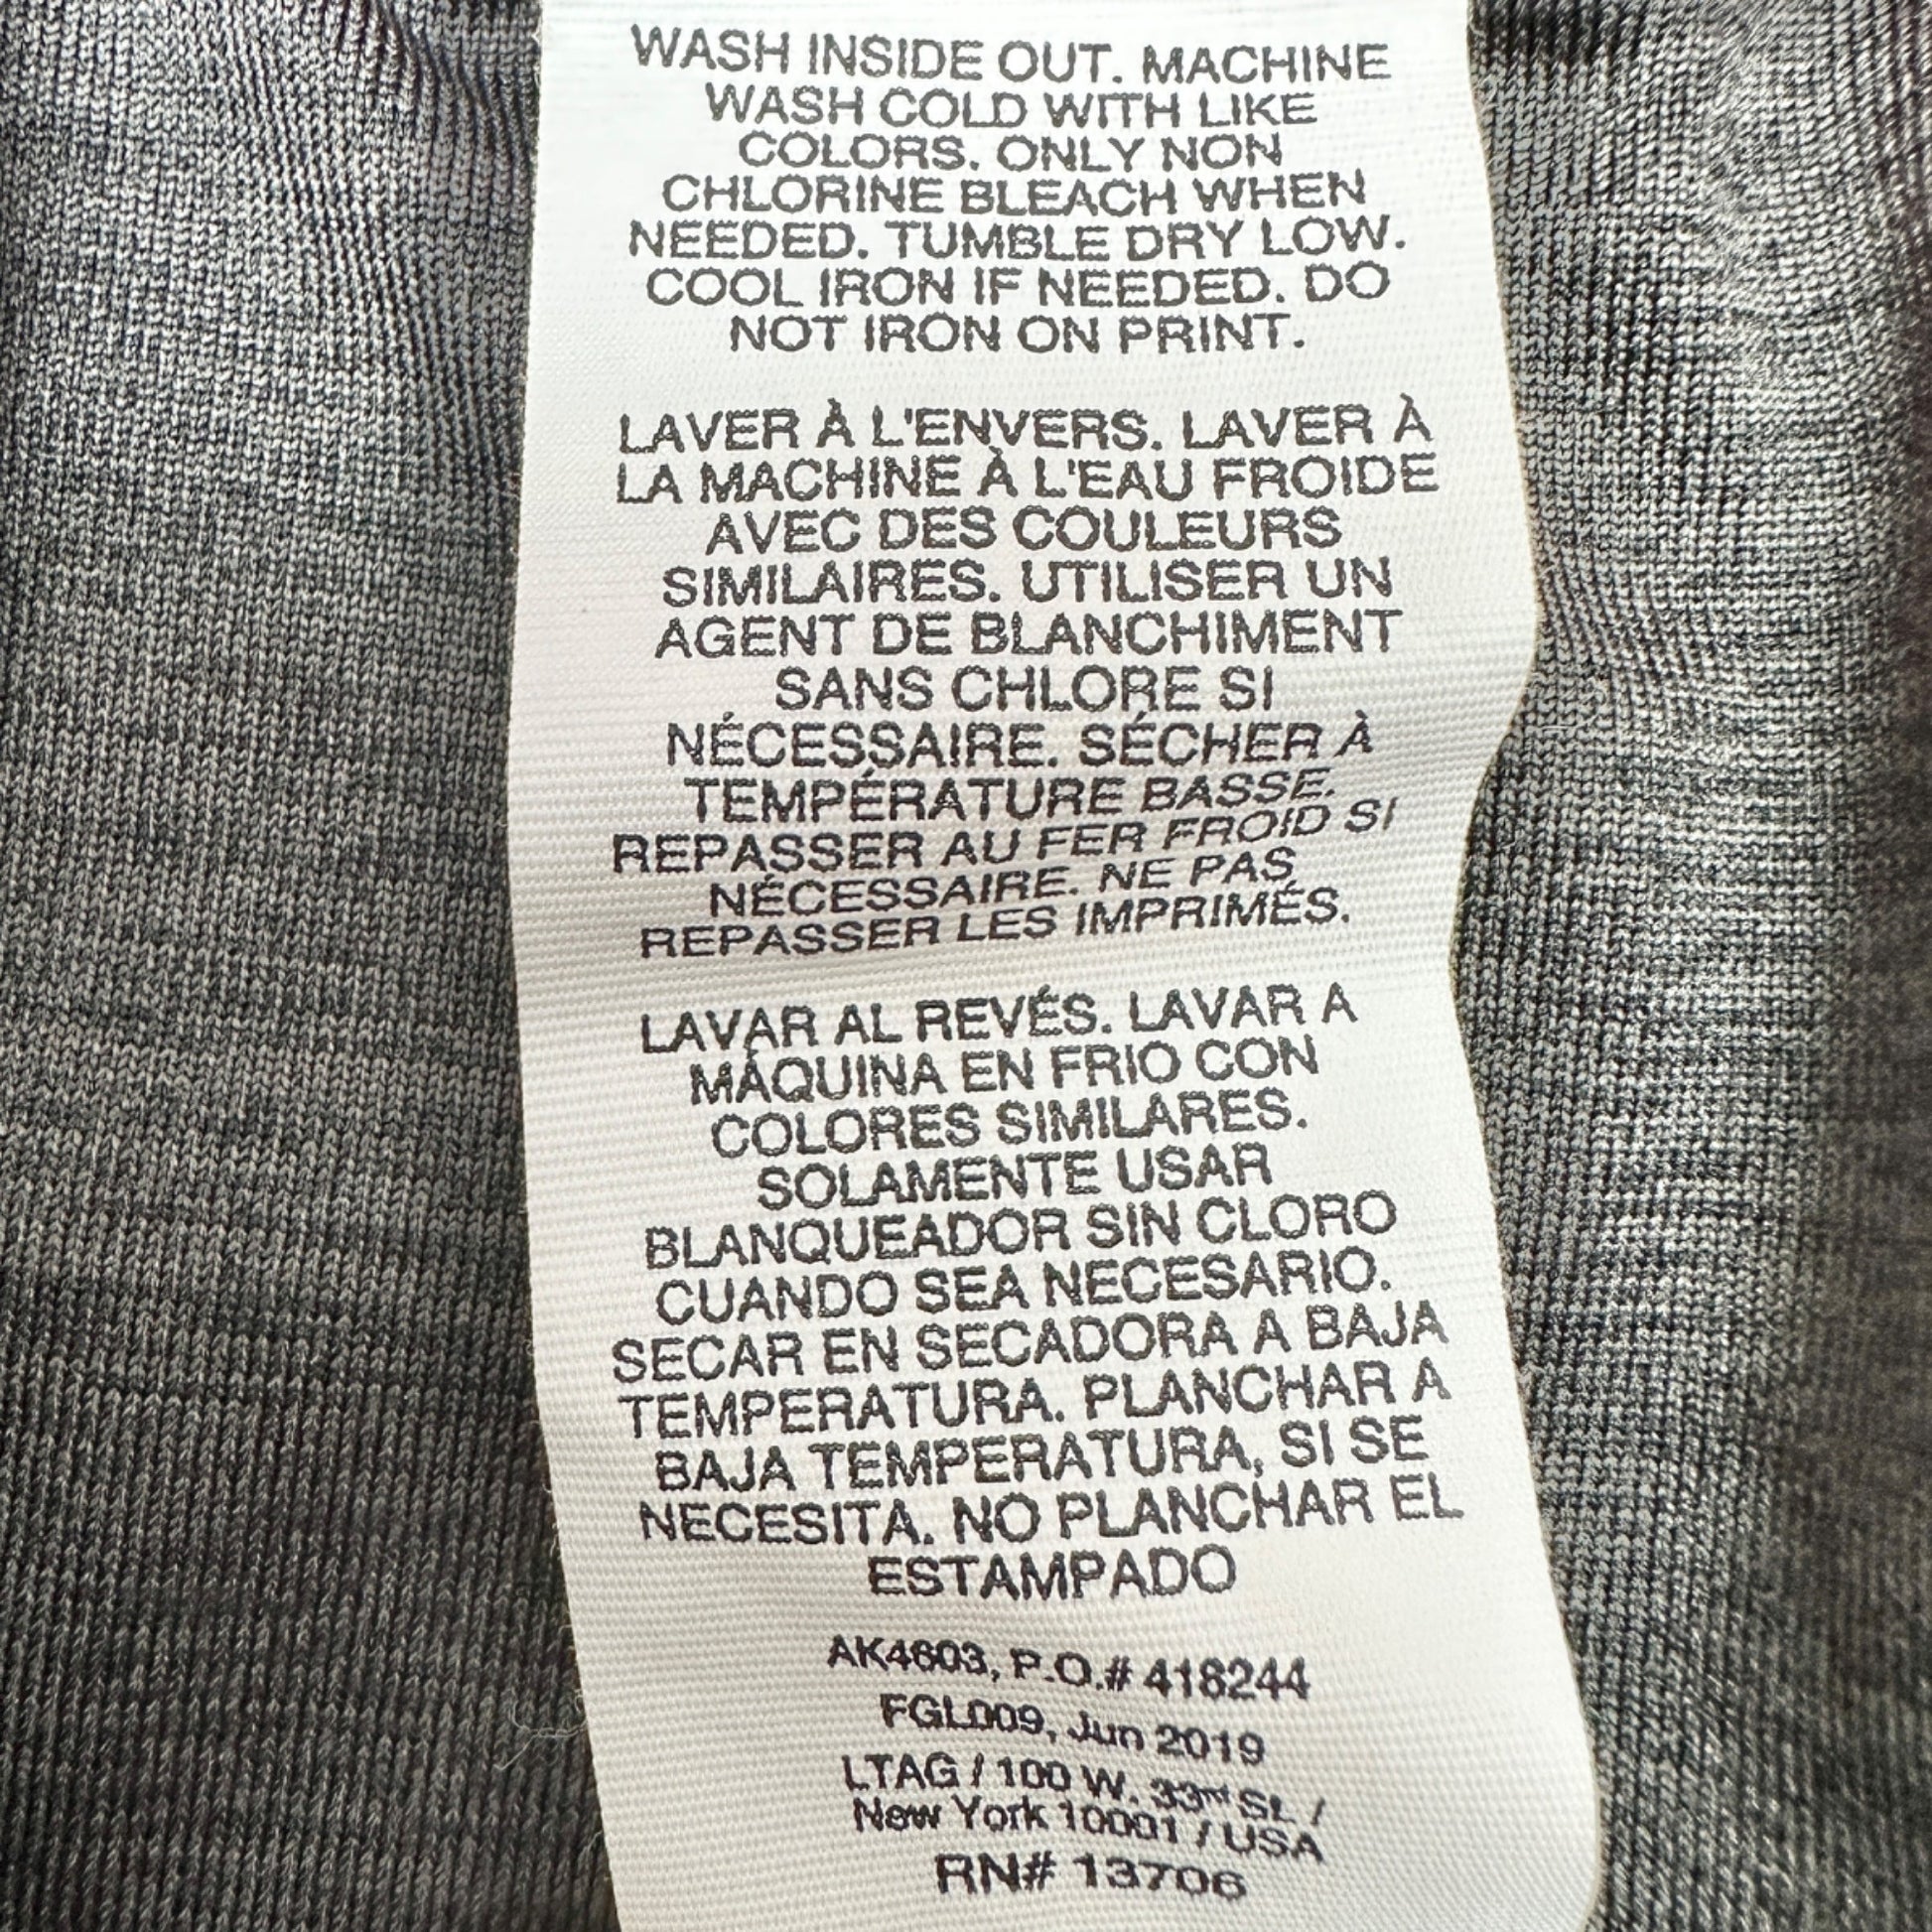 WASH INSIDE OUT. MACHINE
WASH COLD WITH LIKE
COLORS. ONLY NON
CHLORINE BLEACH WHEN
NEEDED. TUMBLE DRY LOW.
COOL IRON IF NEEDED. DO
NOT IRON ON PRINT.
LAVER À L'ENVERS. LAVER À
LA MACHINE À L'EAU FROIDE
AVEC DES COULEURS
SIMILAIRES. UTILISER UN
AGENT DE BLANCHIMENT
SANS CHLORE SI
NÉCESSAIRE. SÉCHER À
TEMPÉRATURE BASSE.
REPASSER AU FER FROID SI
NÉCESSAIRE. NE PAS
REPASSER LES IMPRIMÉS.
LAVAR AL REVÉS. LAVAR A
MÁQUINA EN FRIO CON
COLORES SIMILARES.
SOLAMENTE USAR
BLANQUEADOR SIN CLORO
CUANDO SEA NECESARIO.
SECAR EN SECADORA A BAJA
TEMPERATURA. PLANCHAR A
BAJA TEMPERATURA, SI SE
NECESITA. NO PLANCHAR EL
ESTAMPADO
AK4603, P.O.# 418244
FGL009, Jun 2019
LTAG / 100 W. 33rd St. /
New York 10001 / USA
RN# 13706